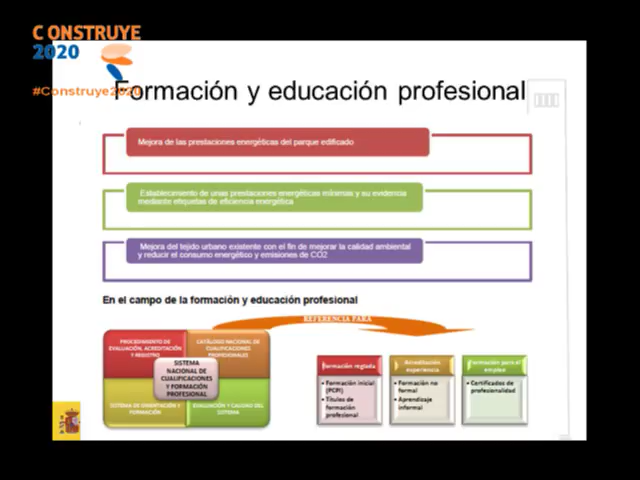 CONSTRUYE
2020
#Construye2020
Formación y educación profesional
Mejora de las prestaciones energéticas del parque edificado
Establecimiento de unas prestaciones energéticas mínimas y su evidencia
mediante etiquetas de eficiencia energética
Mejora del tejido urbano existente con el fin de mejorar la calidad ambiental
y reducir el consumo energético y emisiones de CO2
En el campo de la formación y educación profesional
REFERENCIA PARA
PROCEDIMIENTO DE
EVALUACIÓN, ACREDITACIÓN
Y REGISTRO
CATÁLOGO NACIONAL DE
CUALIFICACIONES
PROFESIONALES
SISTEMA
NACIONAL DE
CUALIFICACIONES
Y FORMACIÓN
PROFESIONAL
SISTEMA DE ORIENTACIÓN Y
FORMACIÓN
EVALUACIÓN Y CALIDAD DEL
SISTEMA
Formación reglada
• Formación inicial
(PCPI)
• Títulos de
formación
profesional
Acreditación
experiencia
• Formación no
formal
• Aprendizaje
informal
Formación para el
empleo
• Certificados de
profesionalidad